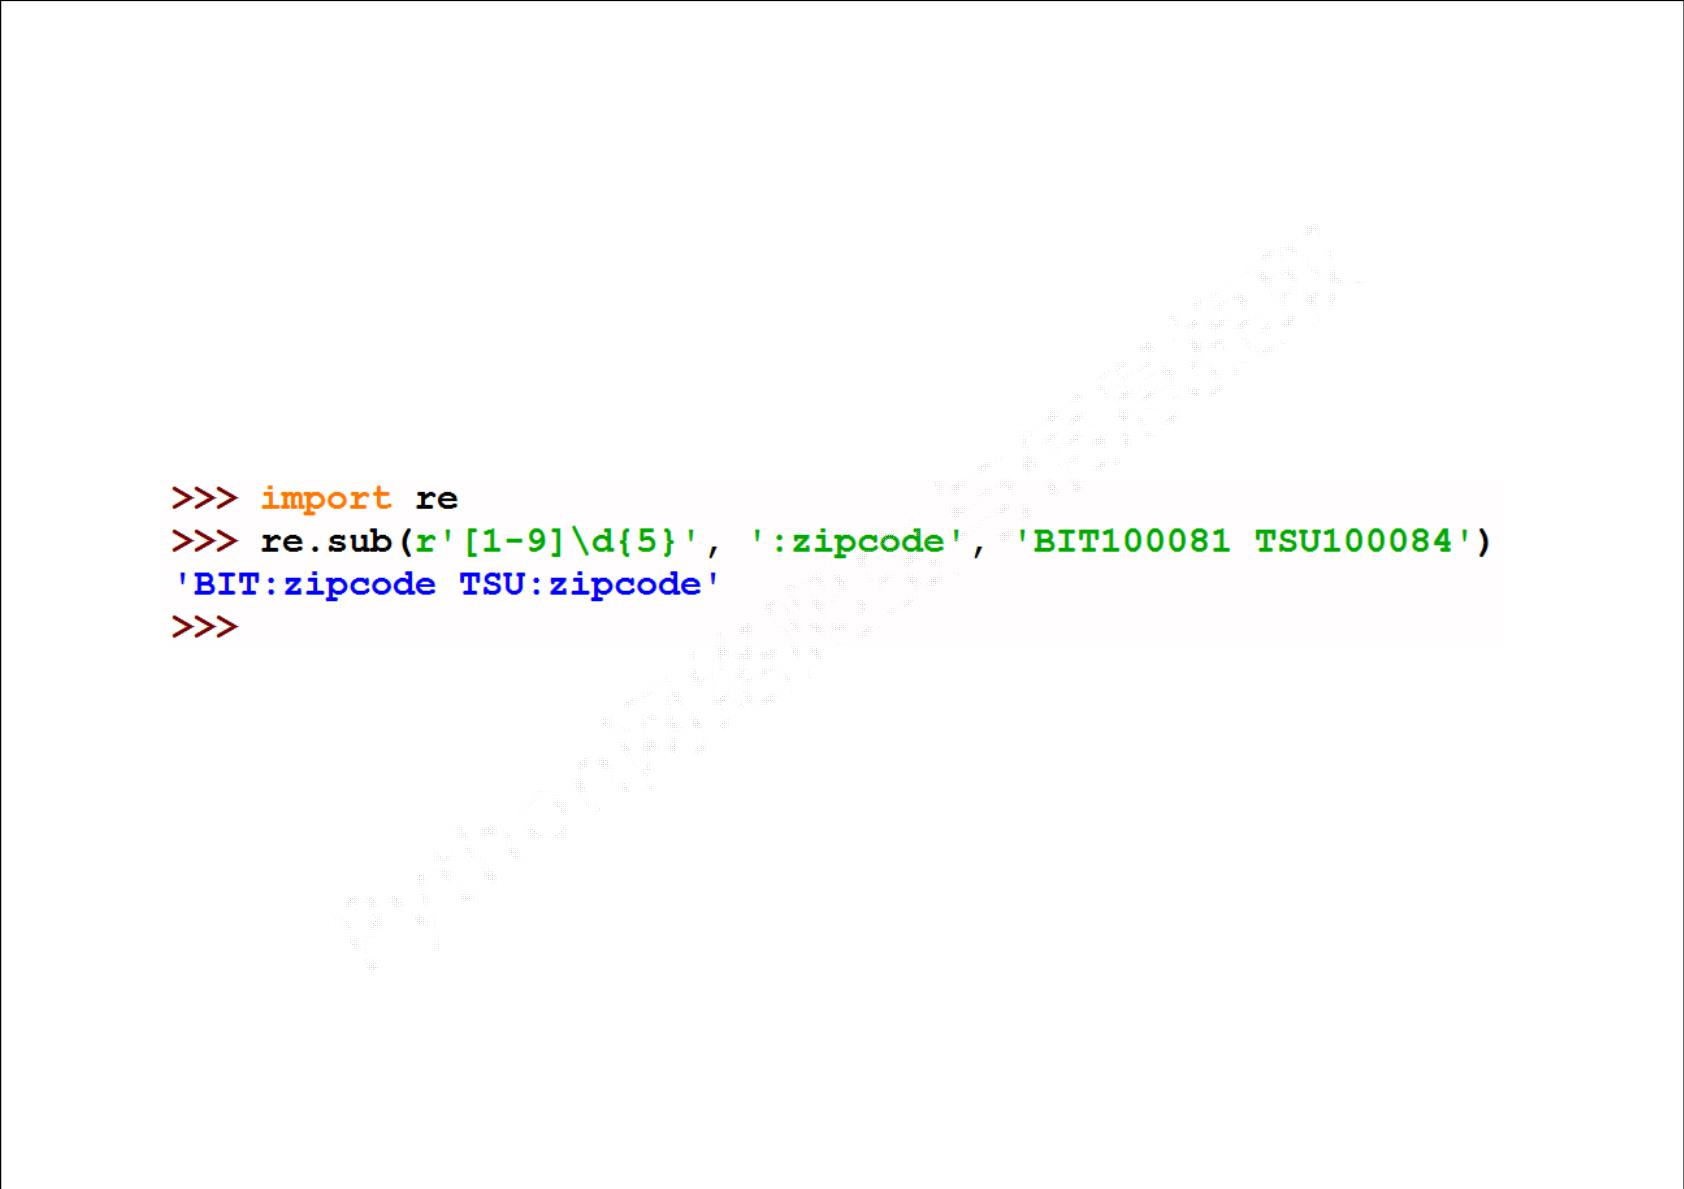 >>> import re
>>> re.sub(r'[1-9]\d{5}', ':zipcode', 'BIT100081 TSU100084')
'BIT:zipcode TSU:zipcode'
>>>